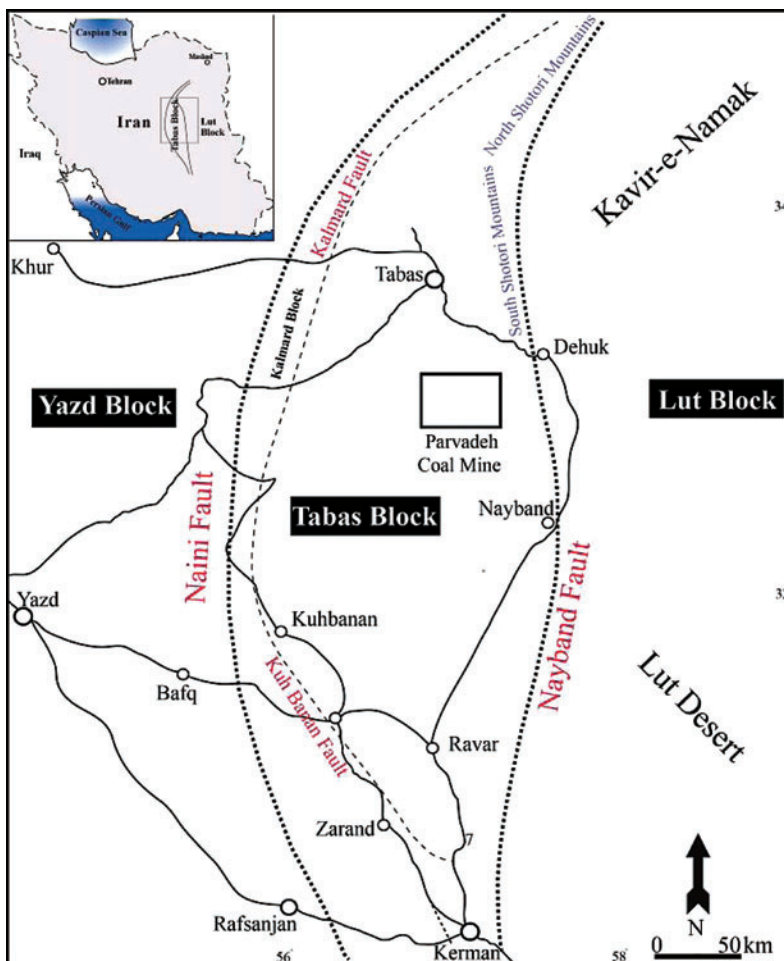 Caspian Sea
Mashad
Tehran
Iran
Tabas Block
Lut
Block
Iraq
Persian Gulf
North Shotori Mountains
Kavir-e-Namak
Kalmard Fault
34
Khur
Tabas
South Shotori Mountains
Kalmard Block
Dehuk
Yazd Block
Lut Block
Parvadeh
Coal Mine
Naini Fault
Tabas Block
Nayband
Nayband Fault
Yazd
32
Kuhbanan
Bafq
Kuh Banan Fault
Lut Desert
Ravar
Zarand
7
Rafsanjan
Kerman
N
56
58
0 50 km